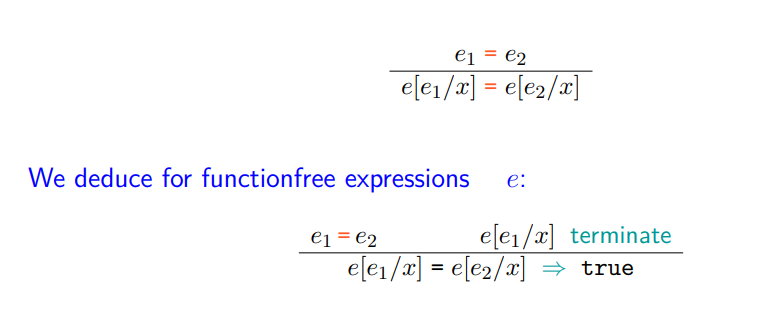 e₁ = e₂
e[e₁/x] = e[e₂/x]
We deduce for functionfree expressions e:
e₁ = e₂ e[e₁/x] terminate
e[e₁/x] = e[e₂/x] ⇒ true